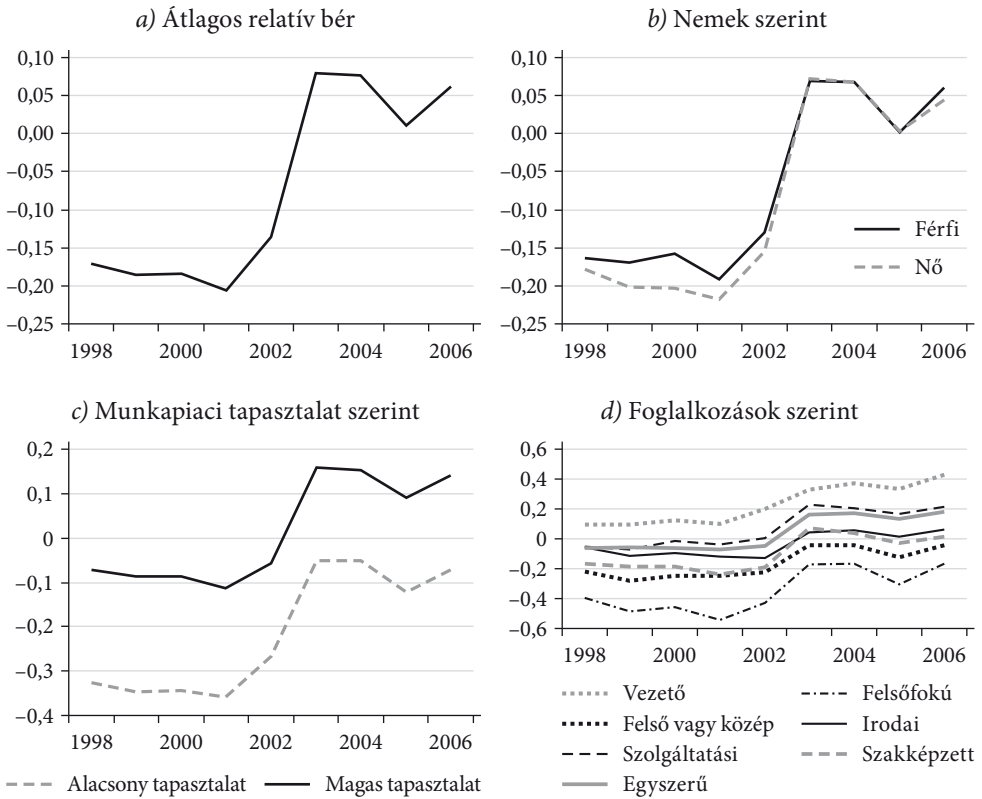 a) Átlagos relatív bér
0,10
0,05
0,00
–0,05
–0,10
–0,15
–0,20
–0,25
1998 2000 2002 2004 2006
b) Nemek szerint
0,10
0,05
0,00
–0,05
–0,10
–0,15
–0,20
–0,25
Férfi
Nő
1998 2000 2002 2004 2006
c) Munkapiaci tapasztalat szerint
0,2
0,1
0
–0,1
–0,2
–0,3
–0,4
1998 2000 2002 2004 2006
Alacsony tapasztalat Magas tapasztalat
d) Foglalkozások szerint
0,6
0,4
0,2
0
–0,2
–0,4
–0,6
1998 2000 2002 2004 2006
Vezető Felsőfokú
Felső vagy közép Irodai
Szolgáltatási Szakképzett
Egyszerű